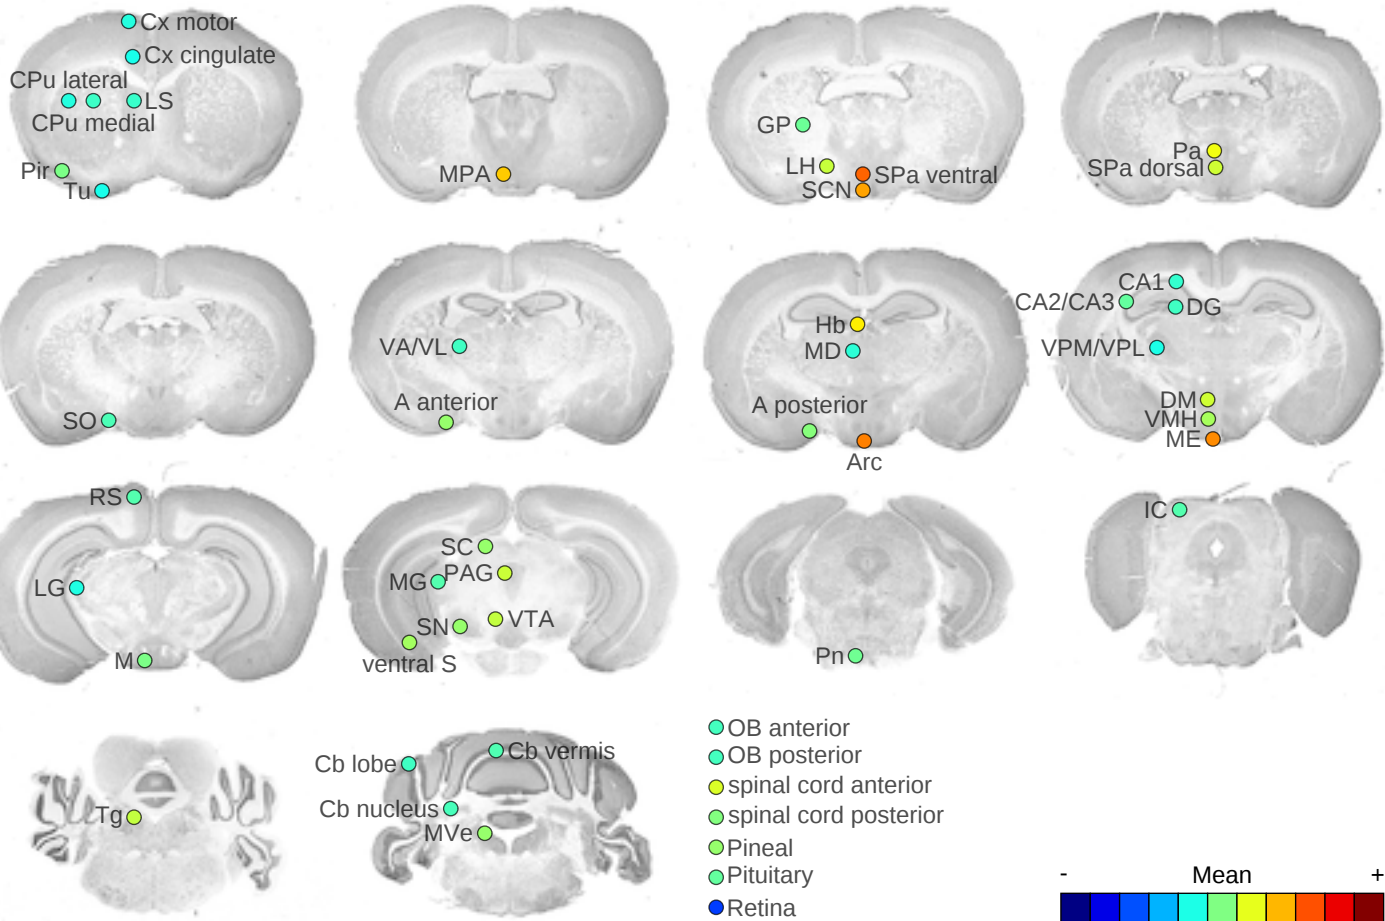 Cx motor
Cx cingulate
CPu lateral
LS
CPu medial
Pir
Tu
MPA
GP
LH
SPa ventral
SCN
Pa
SPa dorsal
SO
VA/VL
A anterior
Hb
MD
A posterior
Arc
CA1
CA2/CA3
DG
VPM/VPL
DM
VMH
ME
RS
LG
M
SC
MG
PAG
SN
VTA
ventral S
Pn
IC
Tg
Cb lobe
Cb vermis
Cb nucleus
MVe
OB anterior
OB posterior
spinal cord anterior
spinal cord posterior
Pineal
Pituitary
Retina
- Mean +